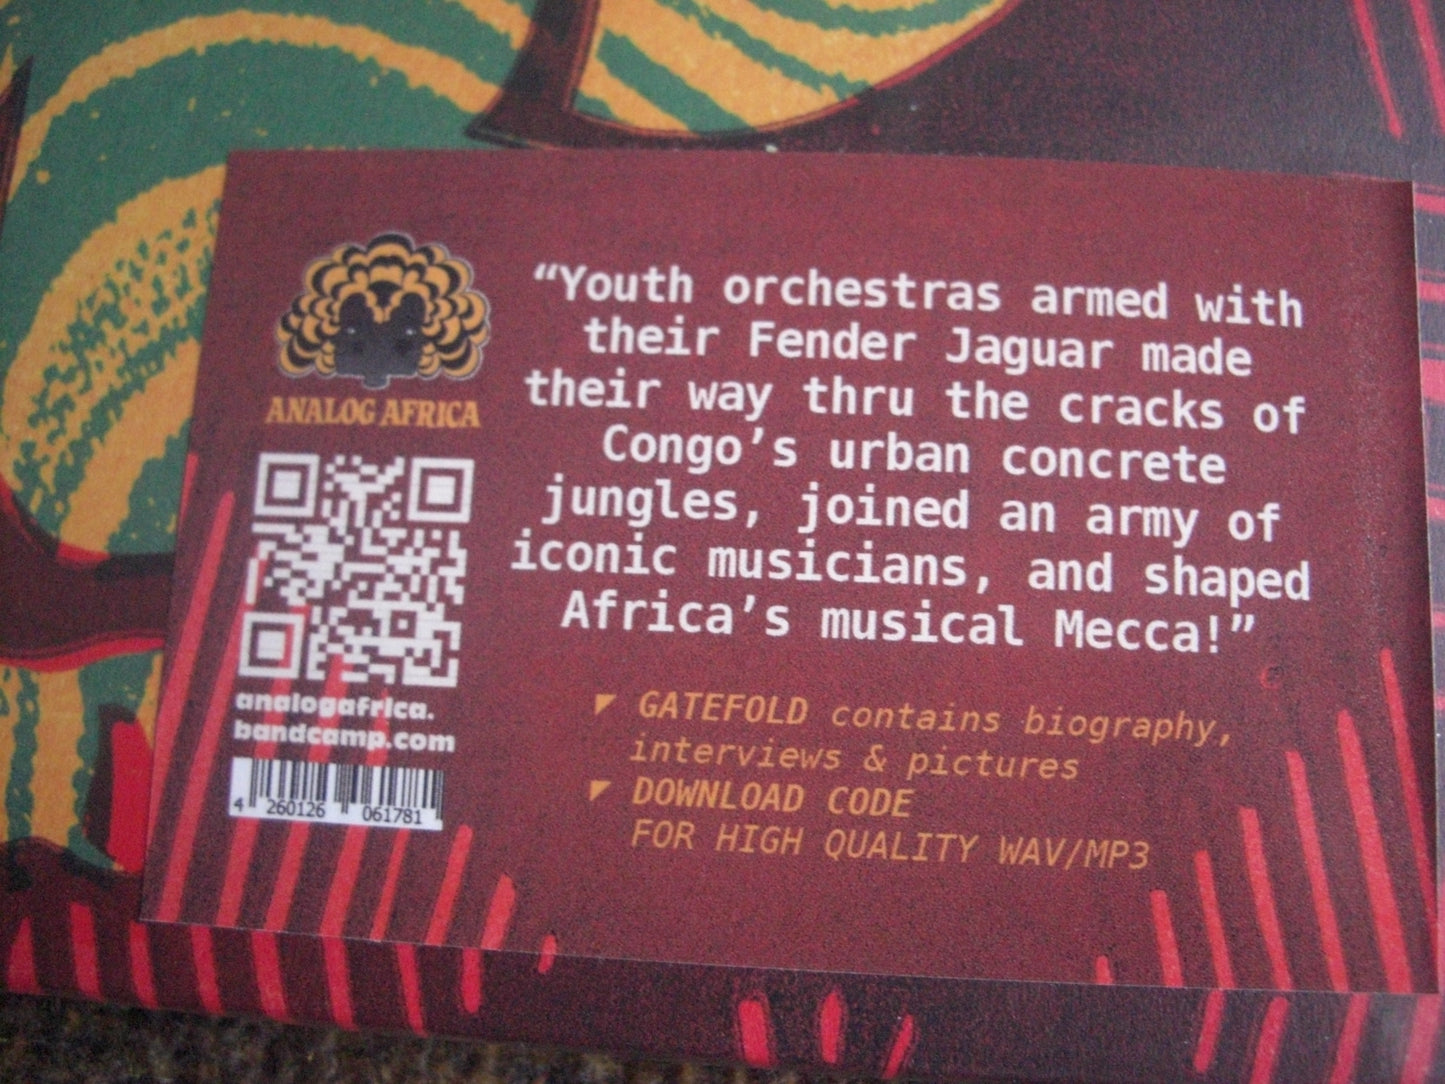 ANALOG AFRICA
analogafrica.
bandcamp.com
4 260126 061781
“Youth orchestras armed with
their Fender Jaguar made
their way thru the cracks of
Congo’s urban concrete
jungles, joined an army of
iconic musicians, and shaped
Africa’s musical Mecca!”
GATEFOLD contains biography,
interviews & pictures
DOWNLOAD CODE
FOR HIGH QUALITY WAV/MP3